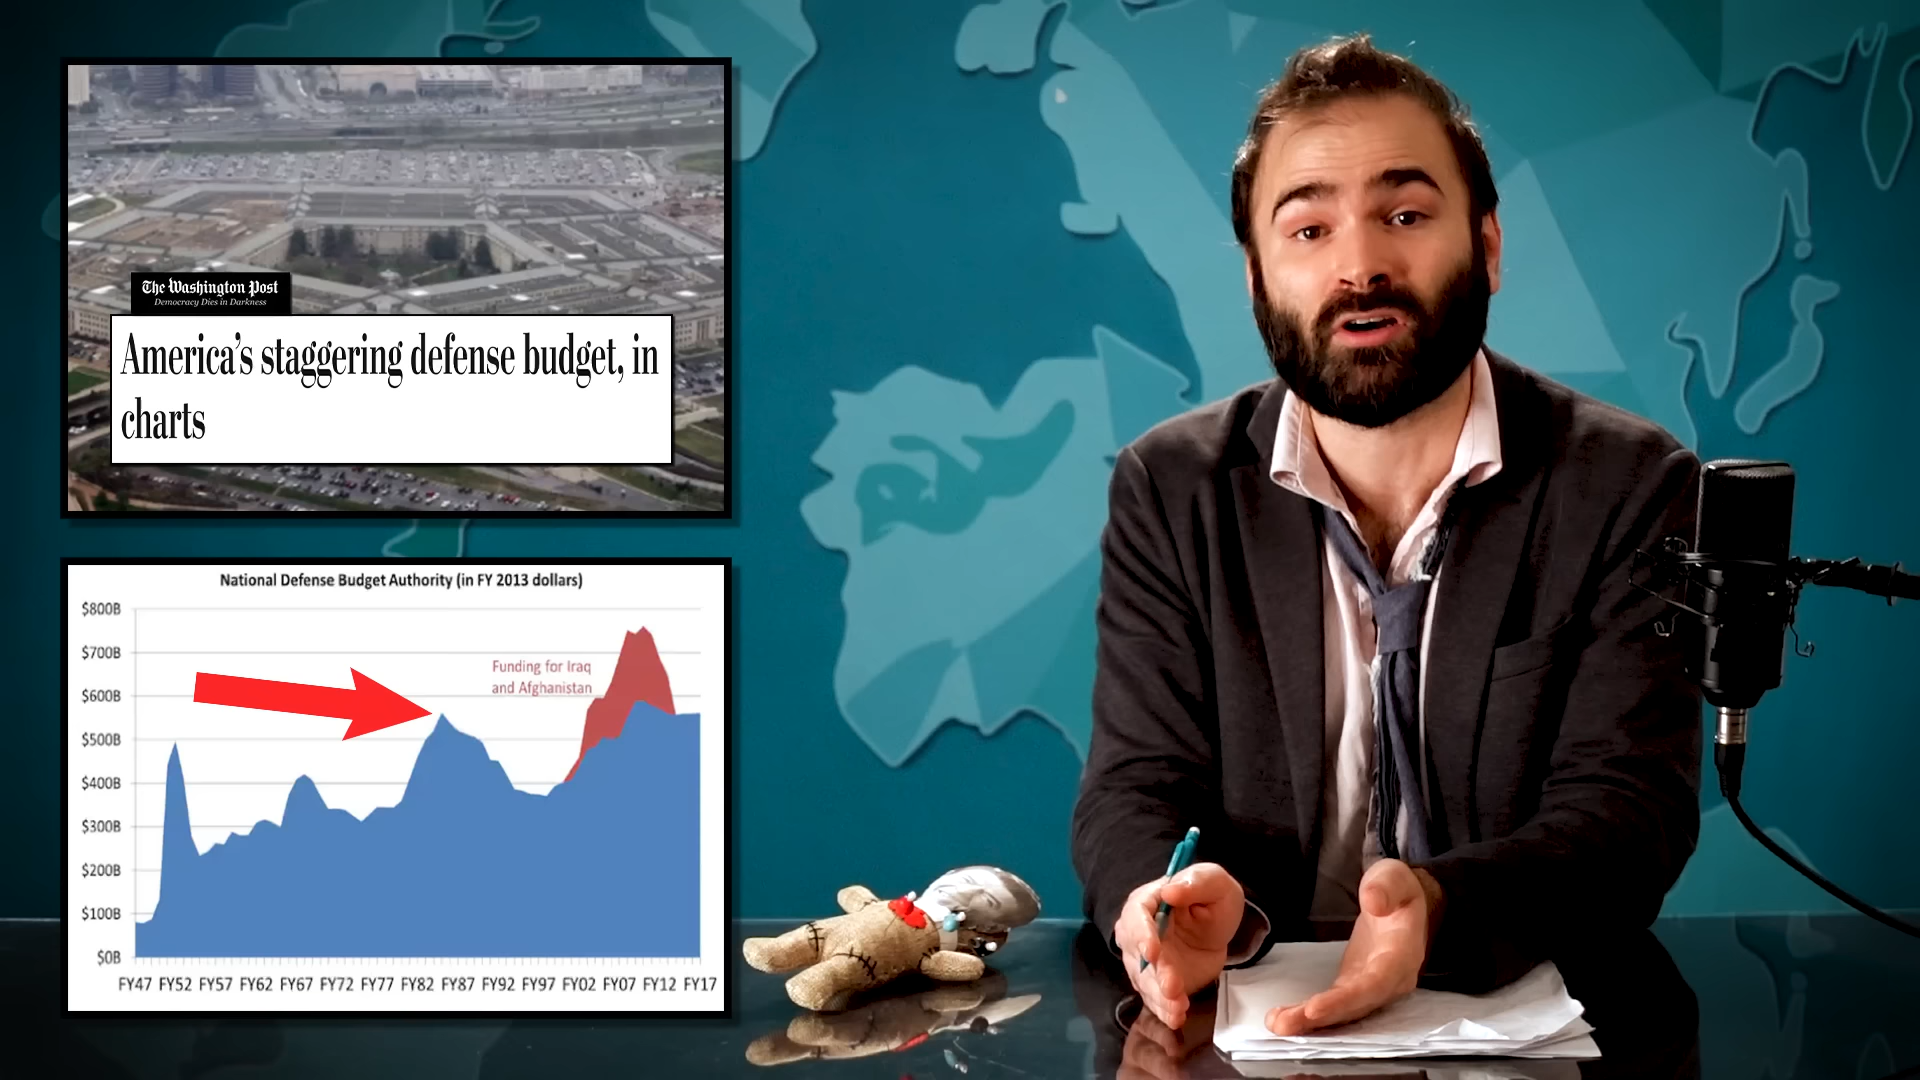 The Washington Post
Democracy Dies in Darkness
America's staggering defense budget, in
charts
National Defense Budget Authority (in FY 2013 dollars)
$800B
$700B
$600B
$500B
$400B
$300B
$200B
$100B
$0B
Funding for Iraq
and Afghanistan
FY47 FY52 FY57 FY62 FY67 FY72 FY77 FY82 FY87 FY92 FY97 FY02 FY07 FY12 FY17